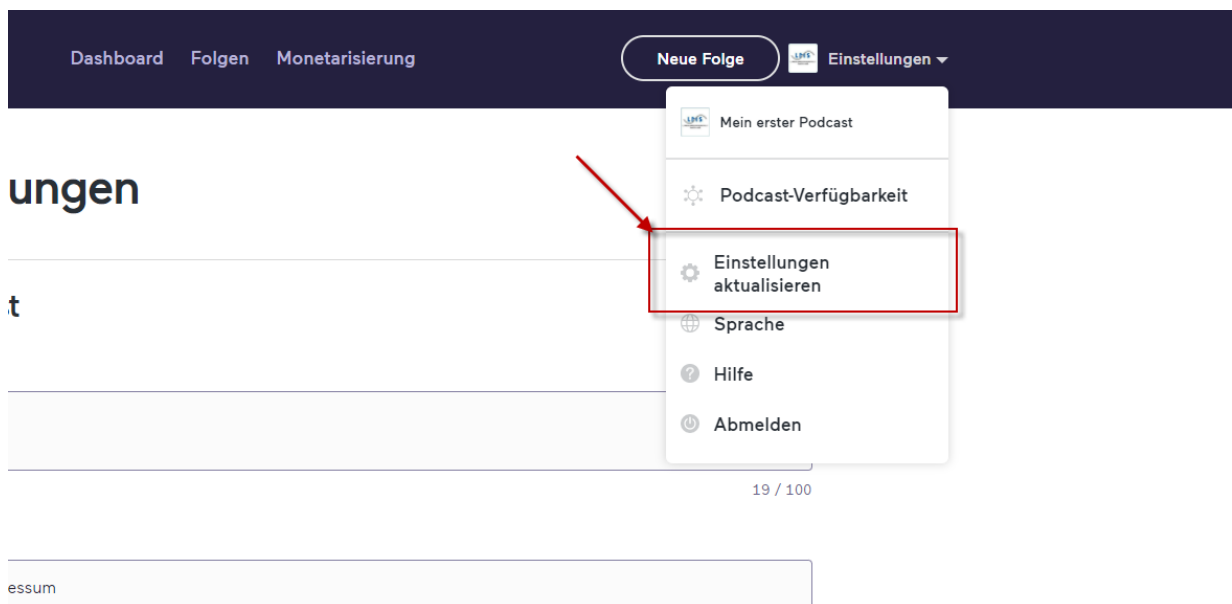 Dashboard Folgen Monetarisierung Neue Folge Einstellungen
Mein erster Podcast
ungen
Podcast-Verfügbarkeit
Einstellungen
aktualisieren
t
Sprache
Hilfe
Abmelden
19 / 100
essum